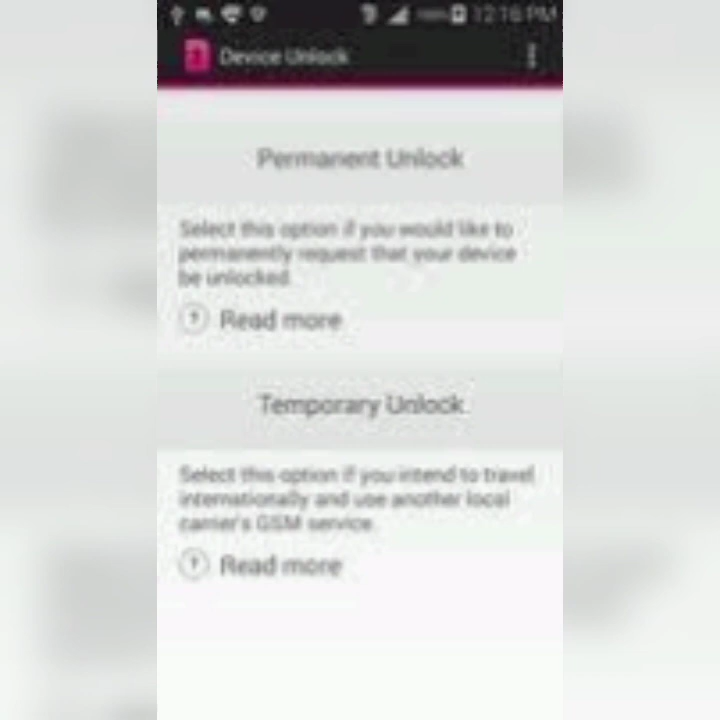 12:16 PM
Device Unlock
Permanent Unlock
Select this option if you would like to
permanently request that your device
be unlocked.
Read more
Temporary Unlock
Select this option if you intend to travel
internationally and use another local
carrier's GSM service.
Read more